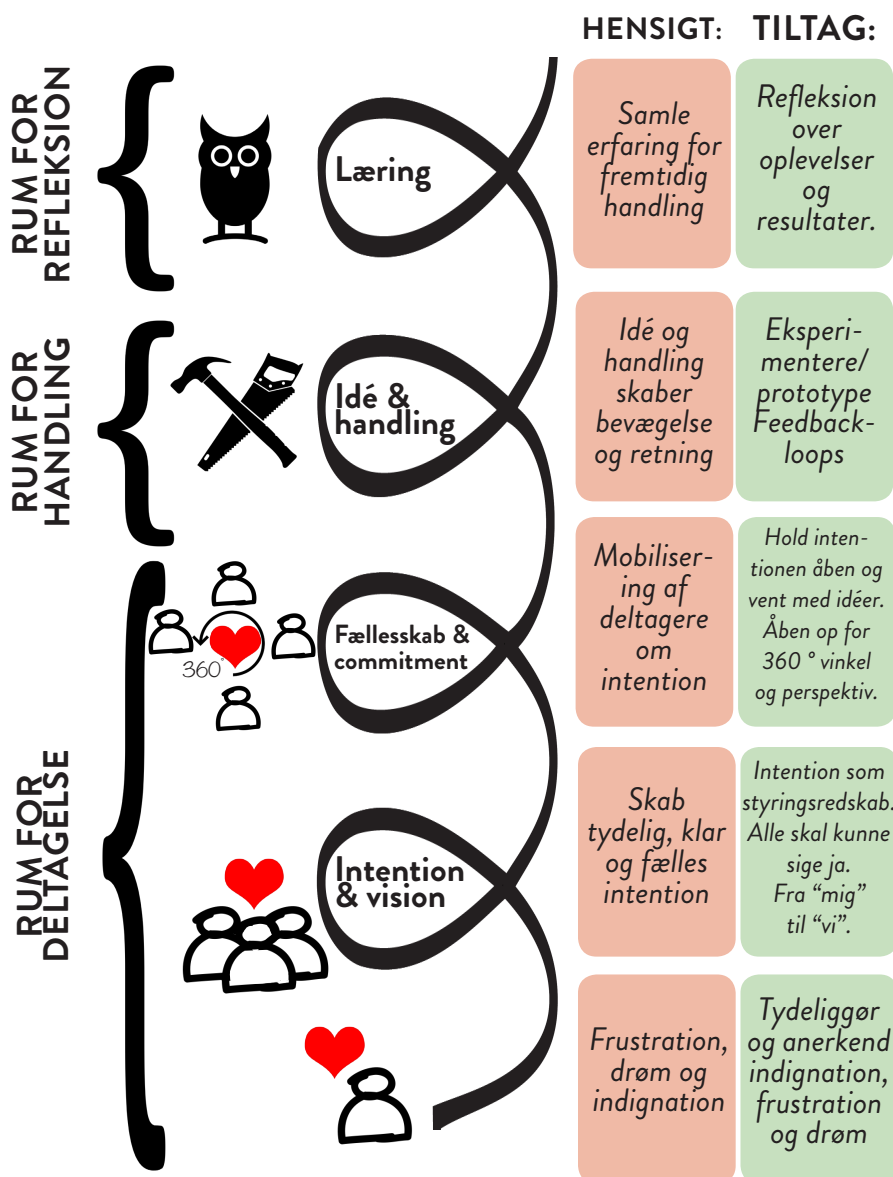 HENSIGT:
TILTAG:
RUM FOR
REFLEKSION
Læring
Samle
erfaring for
fremtidig
handling
Refleksion
over
oplevelser
og
resultater.
RUM FOR
HANDLING
Idé &
handling
Idé og
handling
skaber
bevægelse
og retning
Eksperi-
mentere/
prototype
Feedback-
loops
RUM FOR
DELTAGELSE
360°
Fællesskab &
commitment
Mobiliser-
ing af
deltagere
om
intention
Hold inten-
tionen åben og
vent med idéer.
Åben op for
360 ° vinkel
og perspektiv.
Intention
& vision
Skab
tydelig, klar
og fælles
intention
Intention som
styringsredskab.
Alle skal kunne
sige ja.
Fra “mig”
til “vi”.
Frustration,
drøm og
indignation
Tydeliggør
og anerkend
indignation,
frustration
og drøm